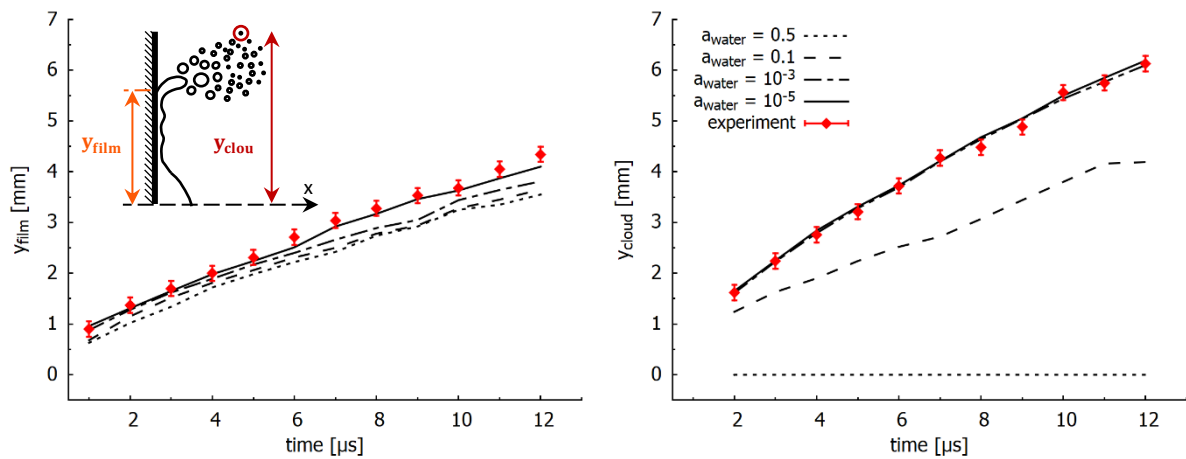 7
6
5
4
3
2
1
0
y_film [mm]
2 4 6 8 10 12
time [µs]
y_film
y_clou
x
7
6
5
4
3
2
1
0
y_cloud [mm]
2 4 6 8 10 12
time [µs]
a_water = 0.5
a_water = 0.1
a_water = 10^-3
a_water = 10^-5
experiment